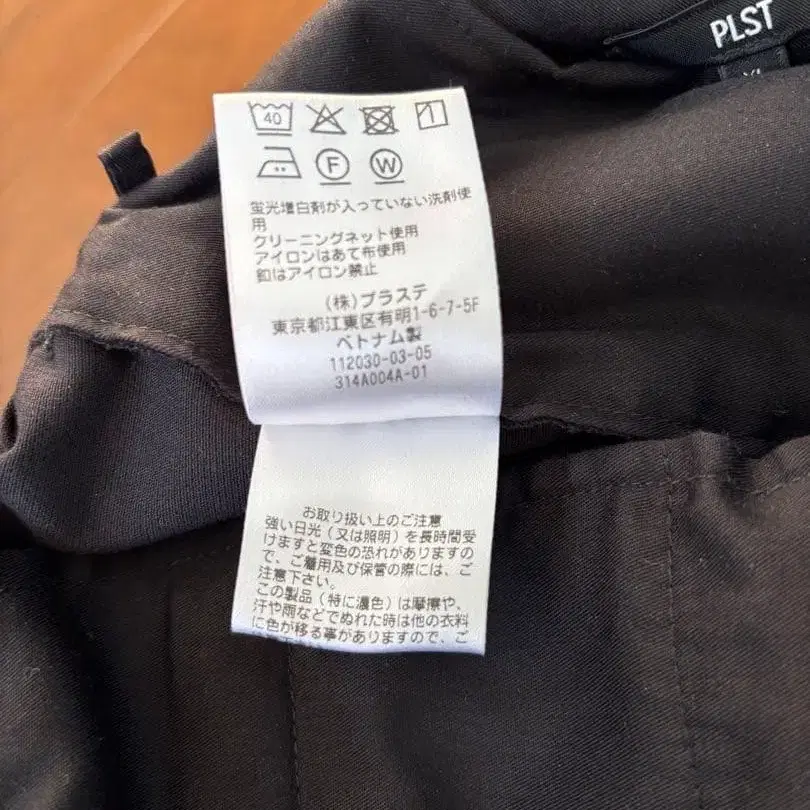 PLST
XL
40
F
W
蛍光増白剤が入っていない洗剤使
用
クリーニングネット使用
アイロンはあて布使用
釦はアイロン禁止
(株)プラステ
東京都江東区有明1-6-7-5F
ベトナム製
112030-03-05
314A004A-01
お取り扱い上のご注意
強い日光(又は照明)を長時間受
けますと変色の恐れがありますの
で、ご着用及び保管の際には、ご
注意下さい。
この製品(特に濃色)は摩擦や、
汗や雨などでぬれた時は他の衣料
に色が移る事がありますので、ご